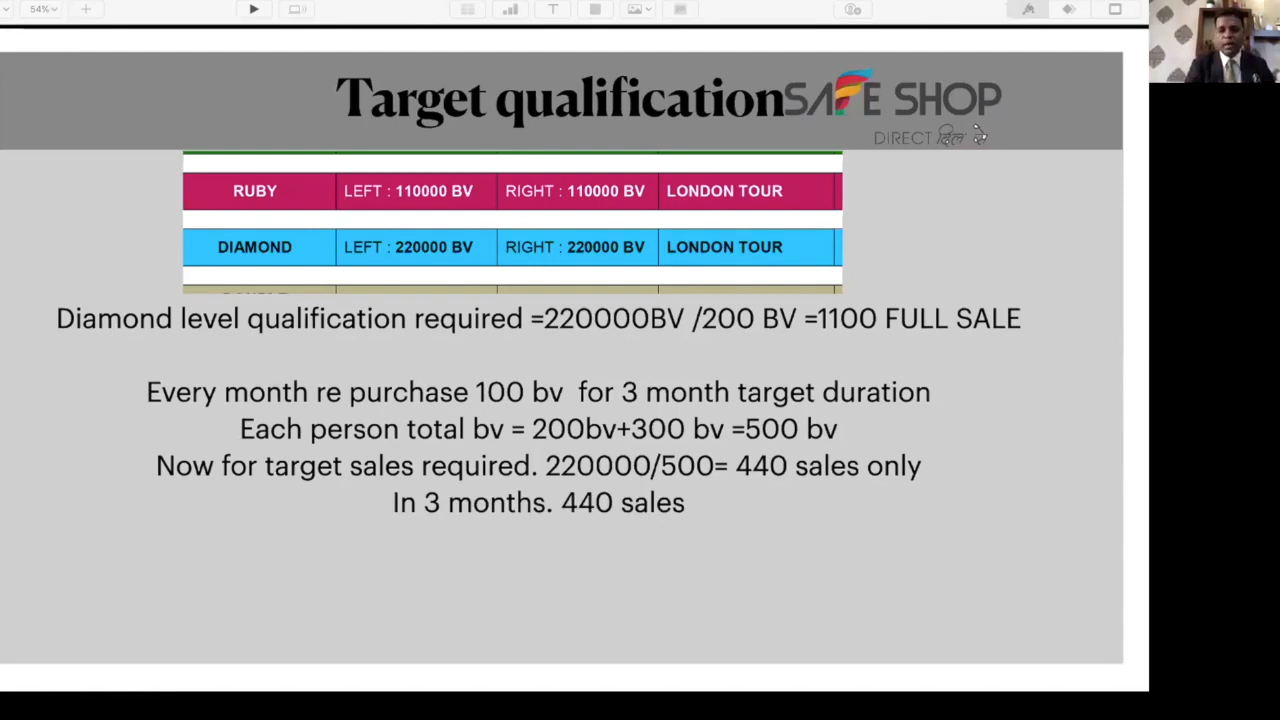 54%
Target qualification
SAFE SHOP
DIRECT दिल से
RUBY LEFT : 110000 BV RIGHT : 110000 BV LONDON TOUR
DIAMOND LEFT : 220000 BV RIGHT : 220000 BV LONDON TOUR
Diamond level qualification required =220000BV /200 BV =1100 FULL SALE
Every month re purchase 100 bv for 3 month target duration
Each person total bv = 200bv+300 bv =500 bv
Now for target sales required. 220000/500= 440 sales only
In 3 months. 440 sales